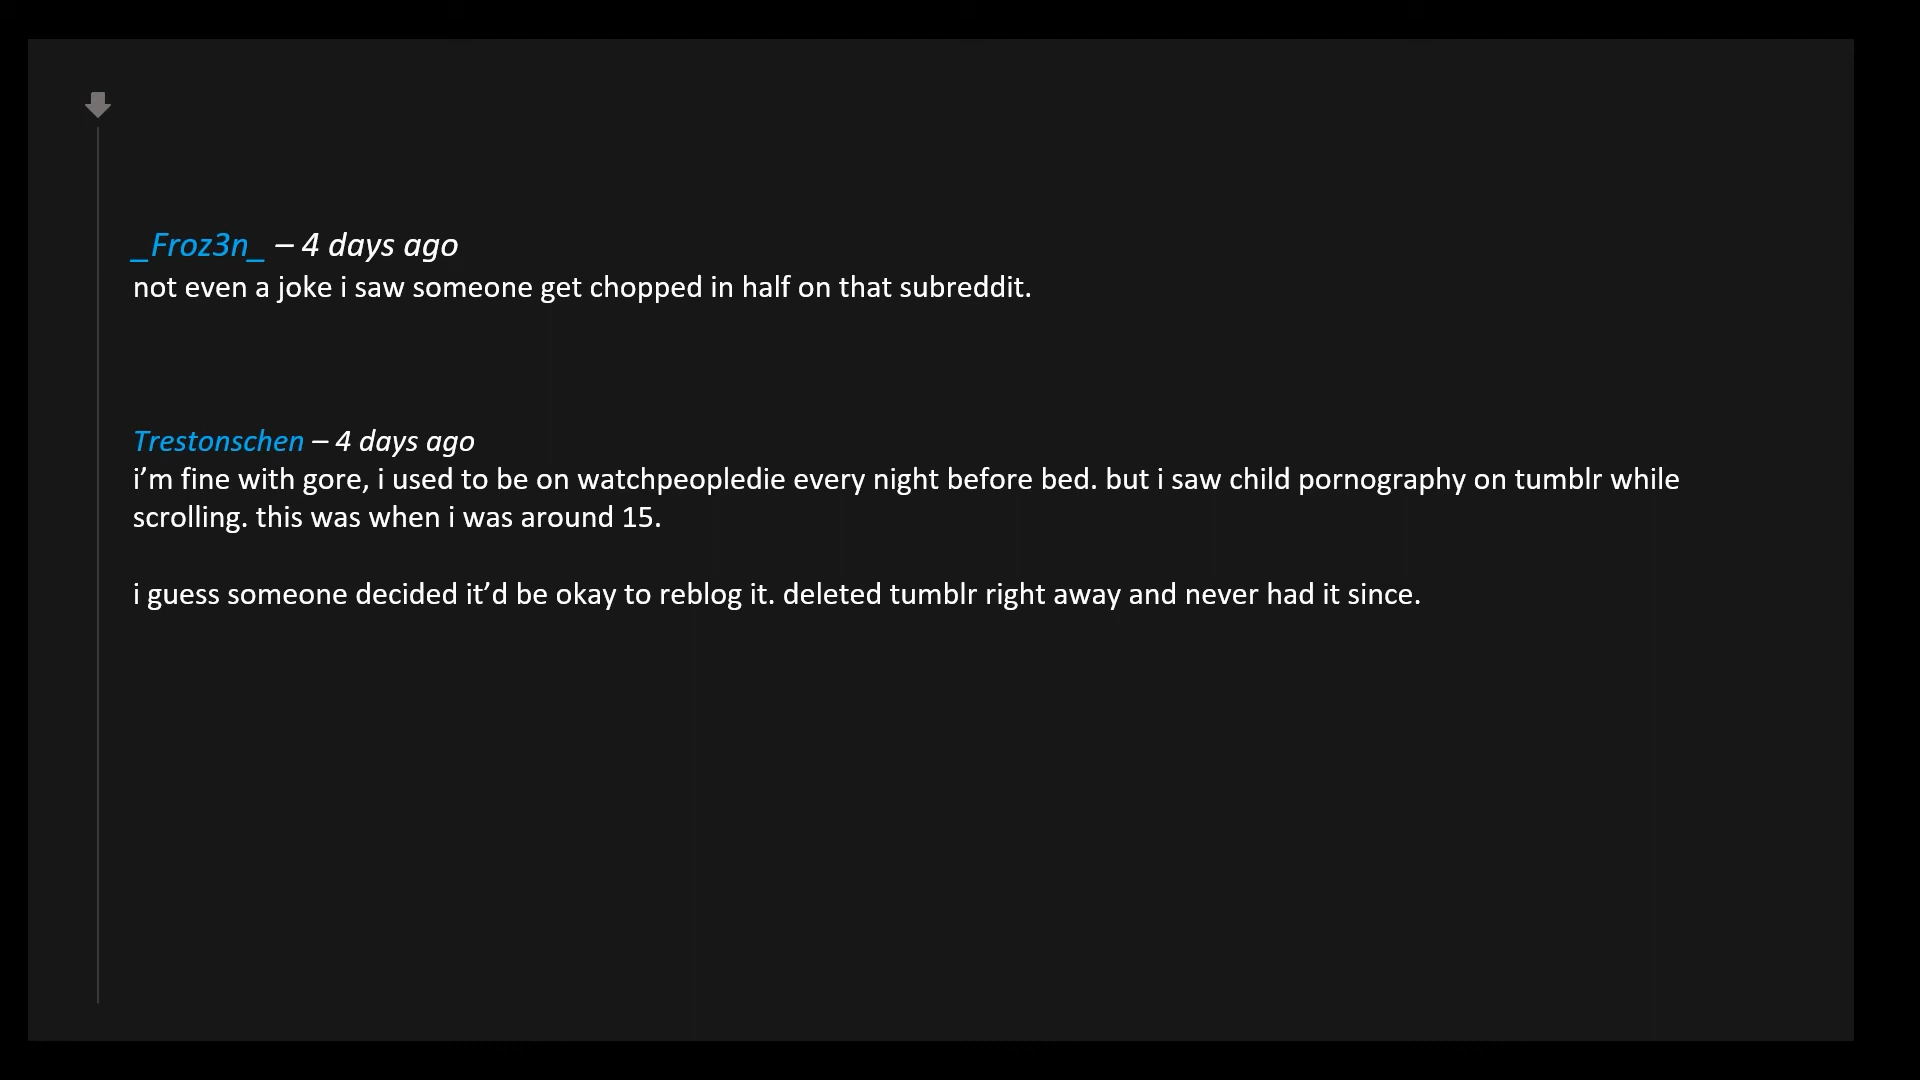 _Froz3n_ – 4 days ago
not even a joke i saw someone get chopped in half on that subreddit.
Trestonschen – 4 days ago
i’m fine with gore, i used to be on watchpeopledie every night before bed. but i saw child pornography on tumblr while
scrolling. this was when i was around 15.
i guess someone decided it’d be okay to reblog it. deleted tumblr right away and never had it since.